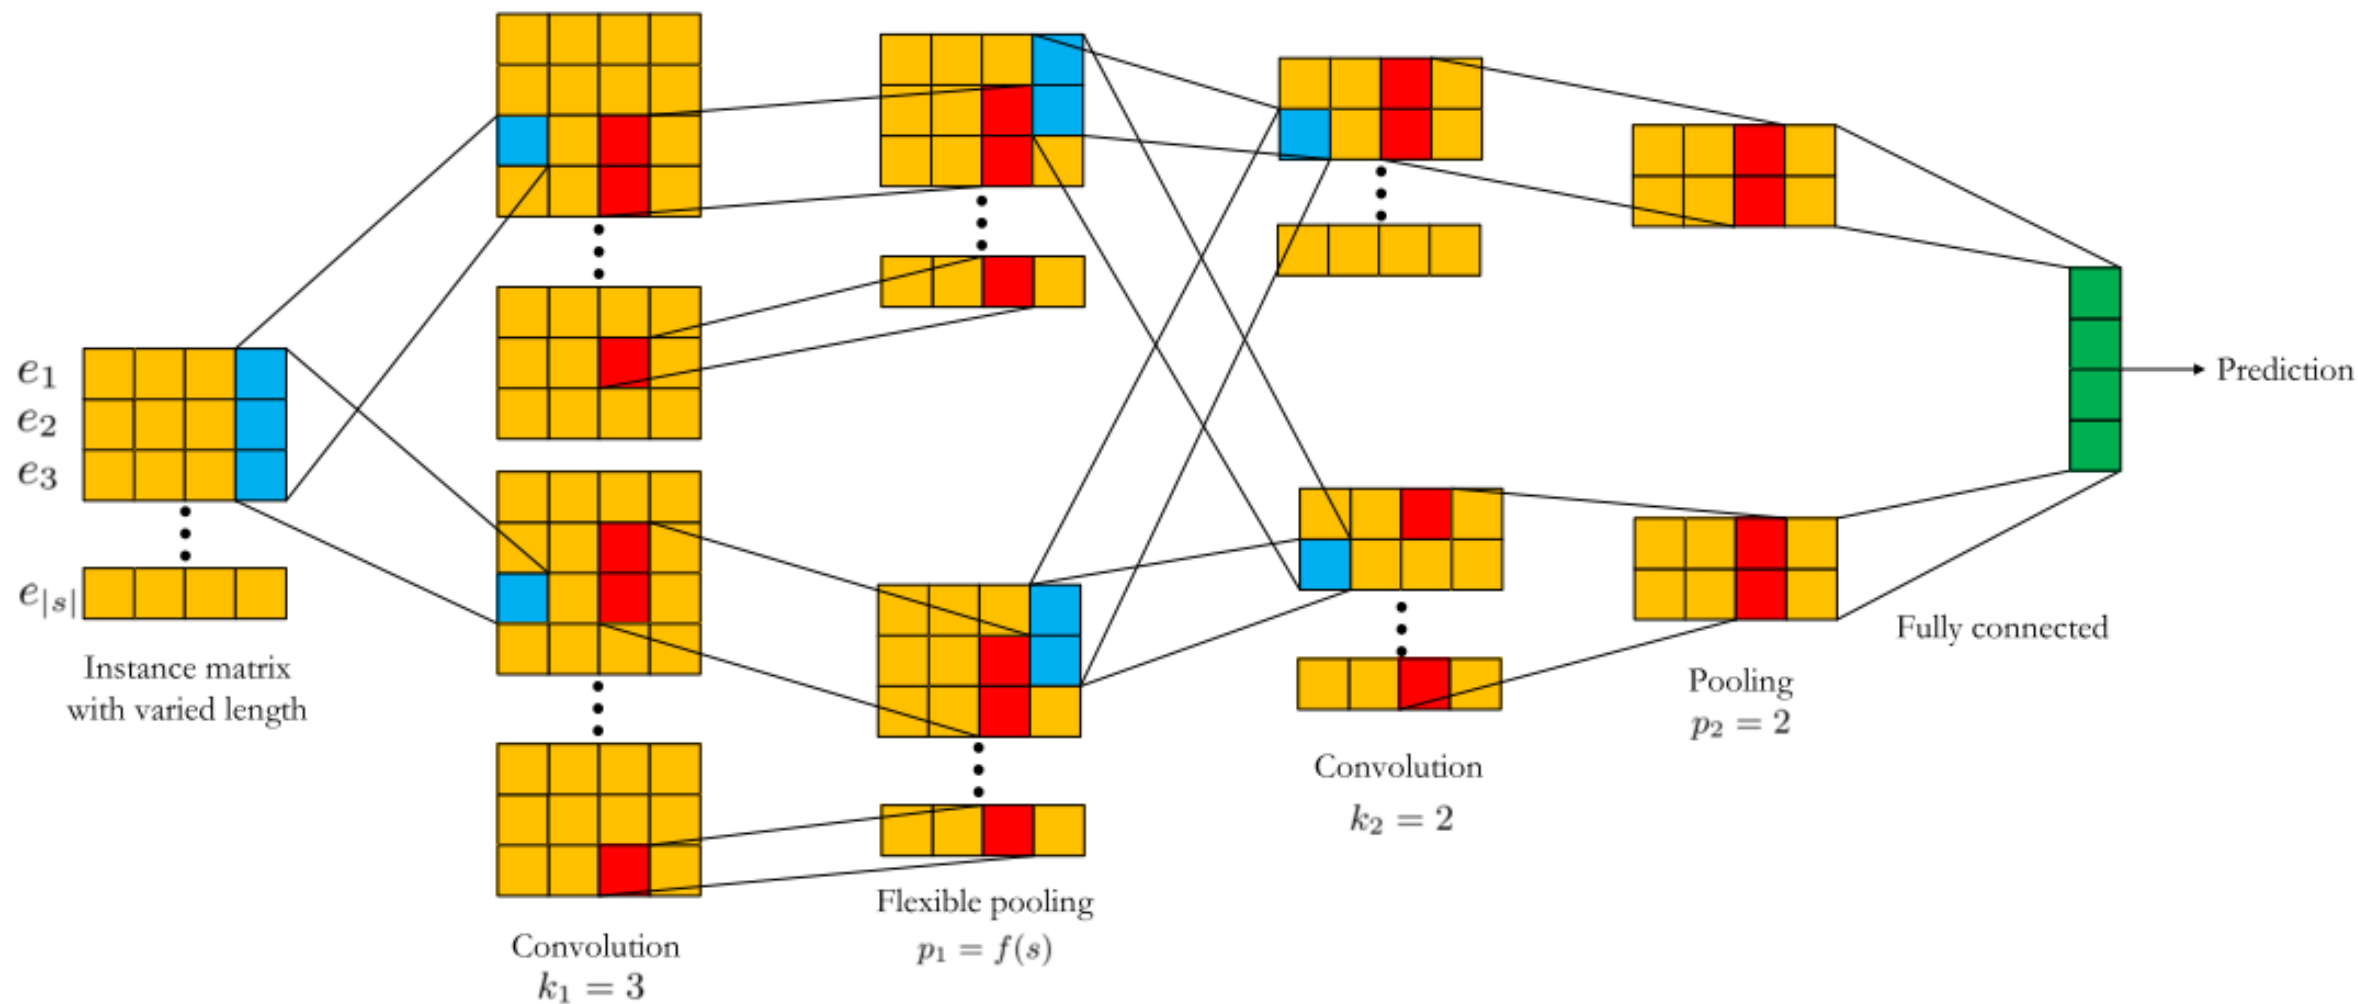 e₁
e₂
e₃
e|s|
Instance matrix
with varied length
Convolution
k₁ = 3
Flexible pooling
p₁ = f(s)
Convolution
k₂ = 2
Pooling
p₂ = 2
Fully connected
Prediction